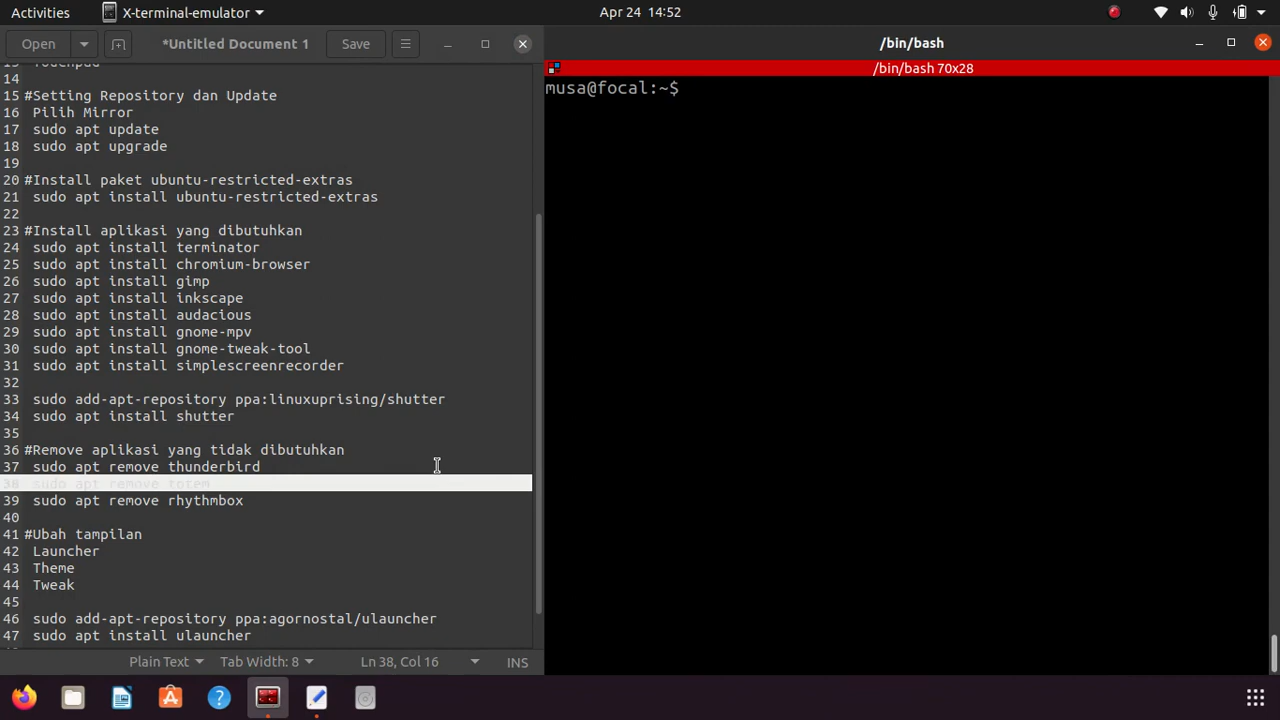 Activities
X-terminal-emulator
Apr 24 14:52
Open
*Untitled Document 1
Save
/bin/bash
/bin/bash 70x28
musa@focal:~$
13 Touchpad
14
15 #Setting Repository dan Update
16 Pilih Mirror
17 sudo apt update
18 sudo apt upgrade
19
20 #Install paket ubuntu-restricted-extras
21 sudo apt install ubuntu-restricted-extras
22
23 #Install aplikasi yang dibutuhkan
24 sudo apt install terminator
25 sudo apt install chromium-browser
26 sudo apt install gimp
27 sudo apt install inkscape
28 sudo apt install audacious
29 sudo apt install gnome-mpv
30 sudo apt install gnome-tweak-tool
31 sudo apt install simplescreenrecorder
32
33 sudo add-apt-repository ppa:linuxuprising/shutter
34 sudo apt install shutter
35
36 #Remove aplikasi yang tidak dibutuhkan
37 sudo apt remove thunderbird
38 sudo apt remove totem
39 sudo apt remove rhythmbox
40
41 #Ubah tampilan
42 Launcher
43 Theme
44 Tweak
45
46 sudo add-apt-repository ppa:agornostal/ulauncher
47 sudo apt install ulauncher
Plain Text
Tab Width: 8
Ln 38, Col 16
INS